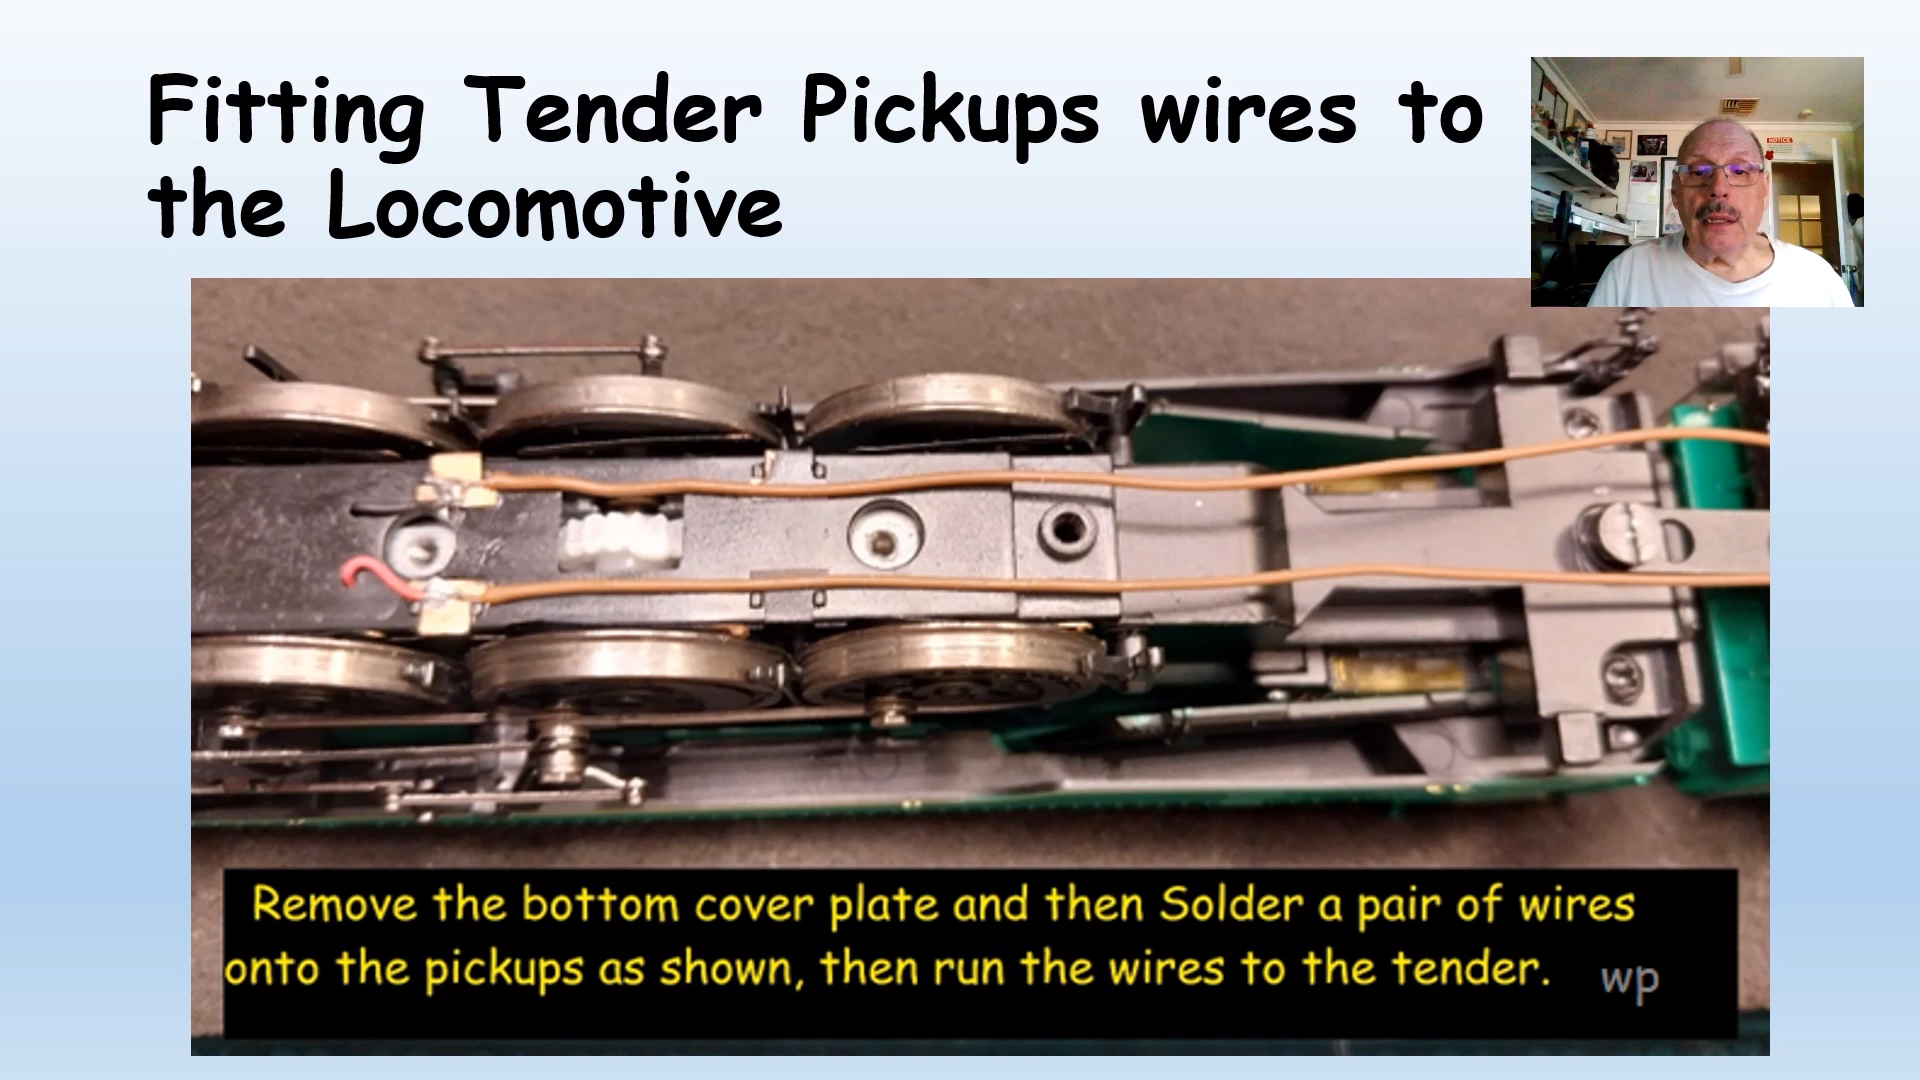 Fitting Tender Pickups wires to
the Locomotive
NOTICE
Remove the bottom cover plate and then Solder a pair of wires
onto the pickups as shown, then run the wires to the tender.
wp